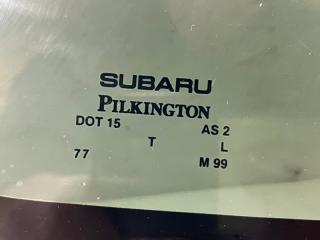 SUBARU
PILKINGTON
DOT 15 AS 2
T L
77 M 99